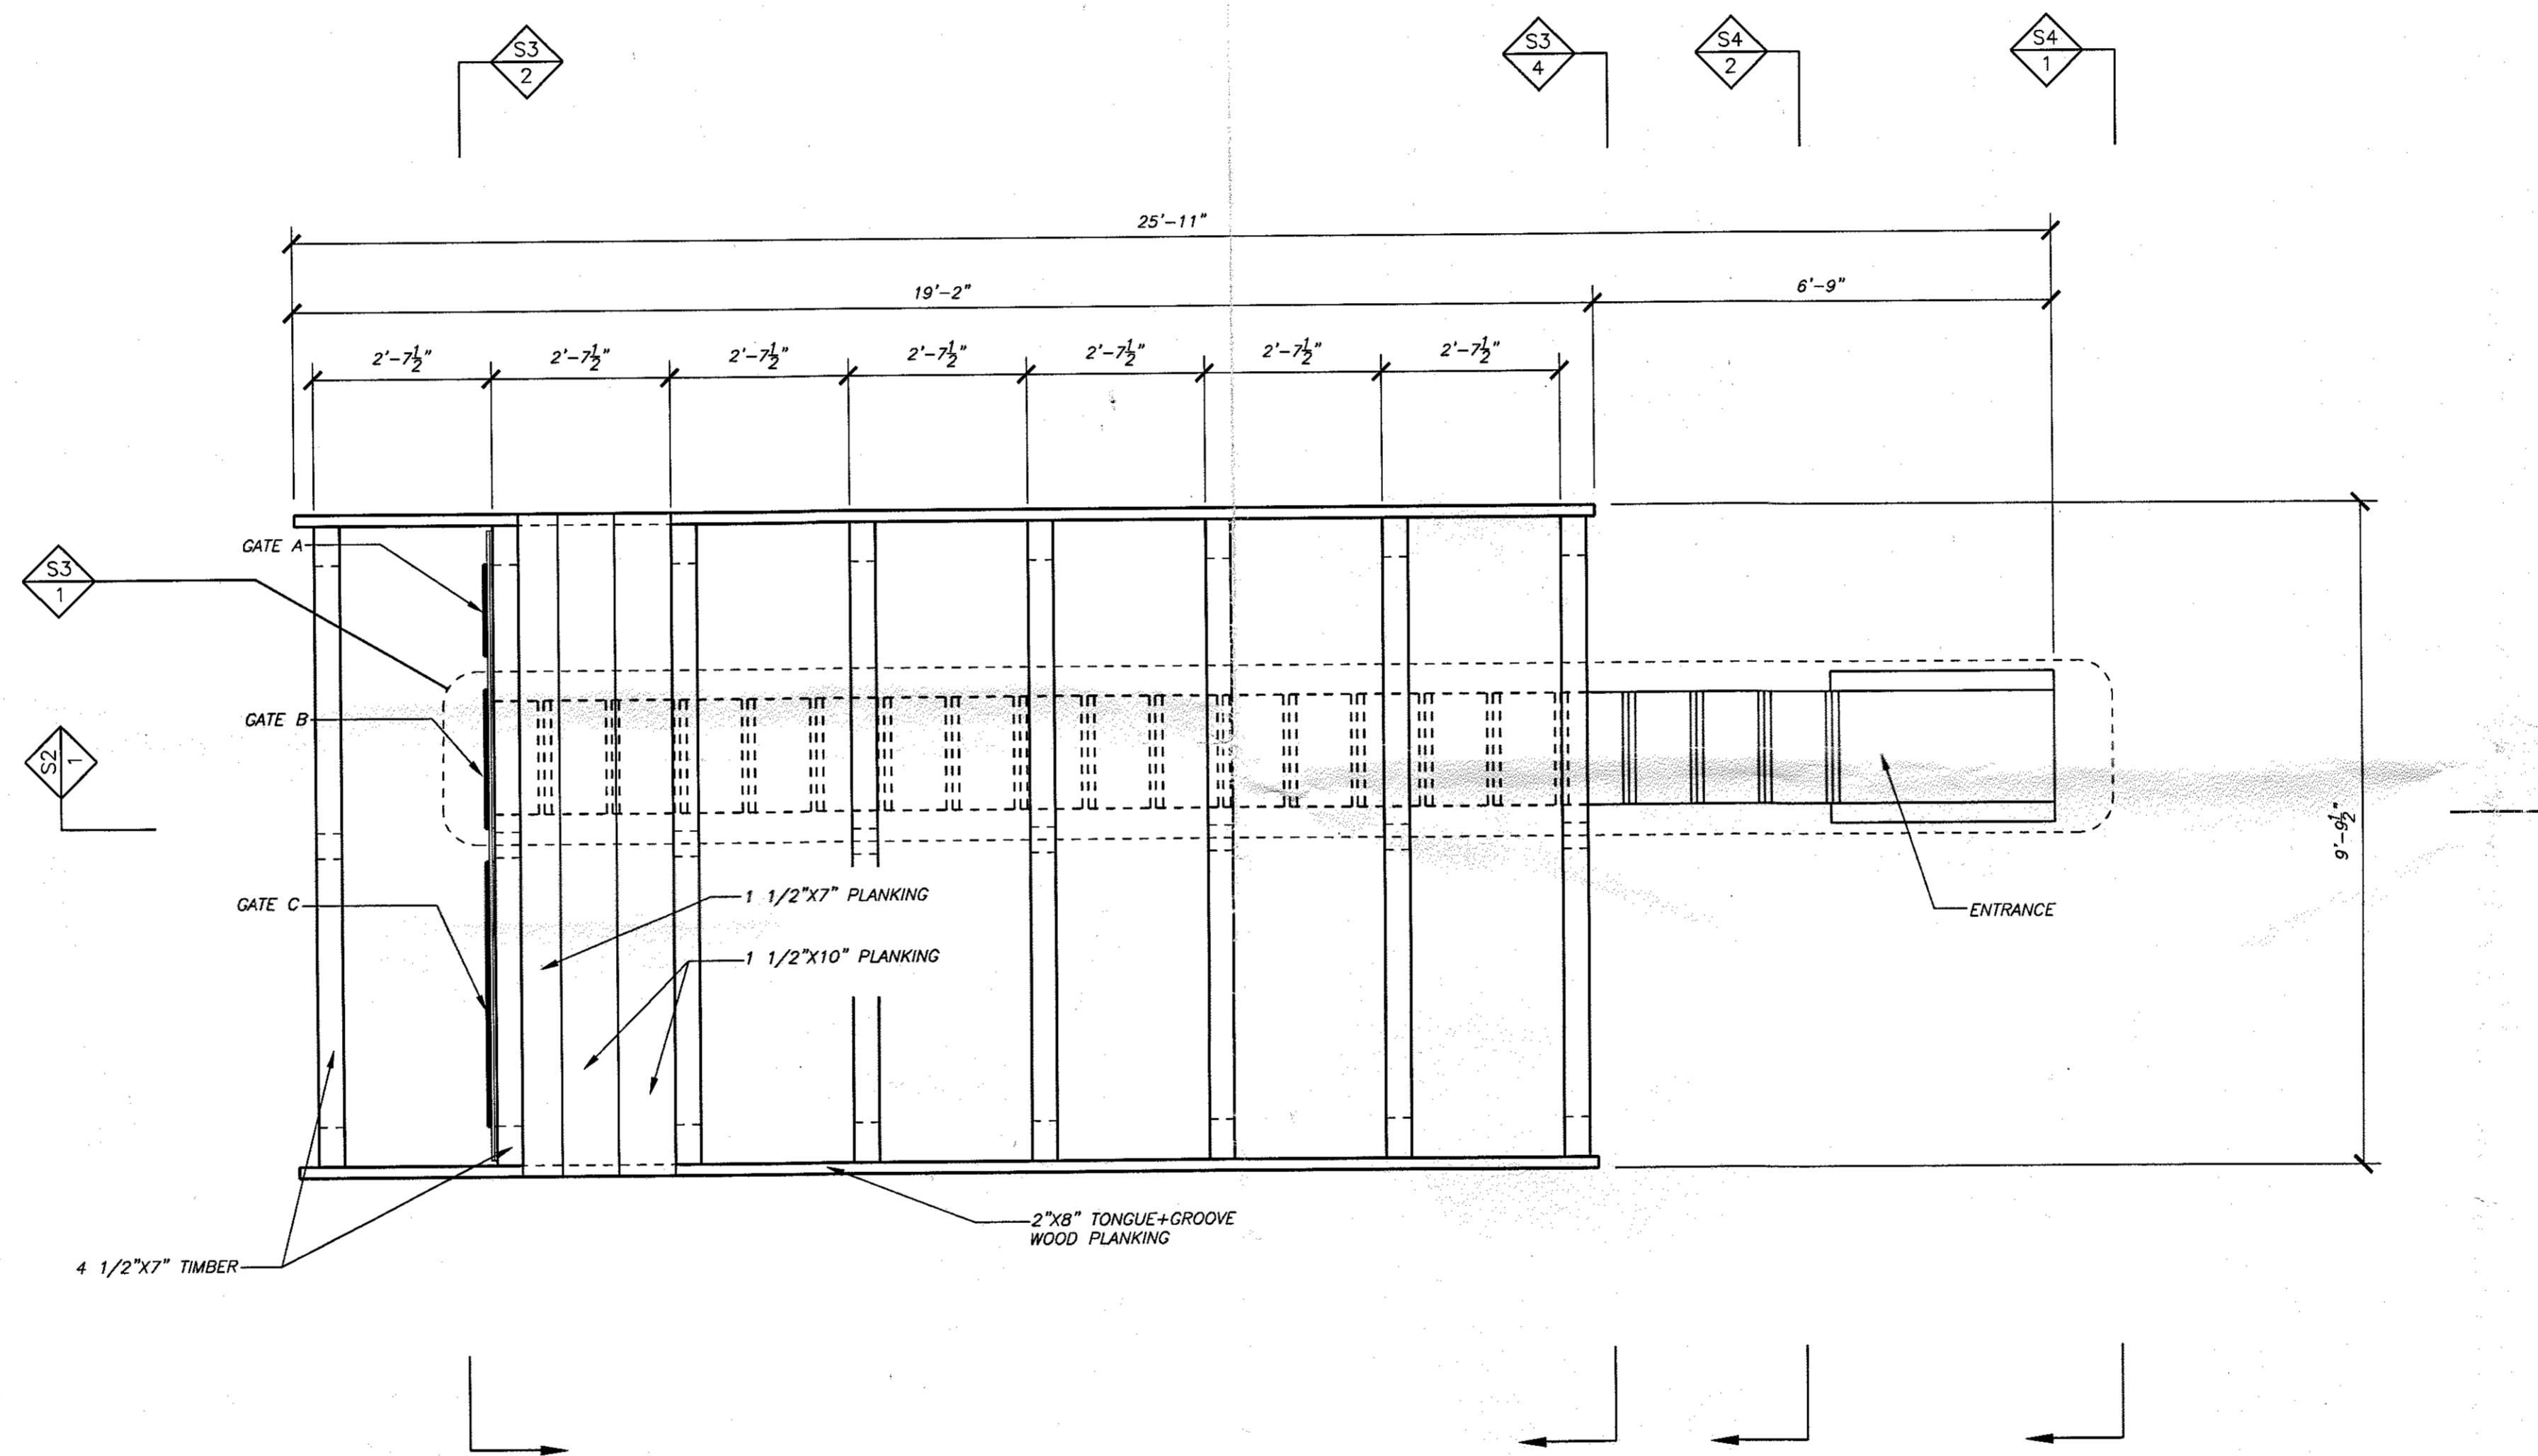 S3
2
S3
4
S4
2
S4
1
25'-11"
19'-2"
6'-9"
2'-7½"
2'-7½"
2'-7½"
2'-7½"
2'-7½"
2'-7½"
2'-7½"
GATE A
S3
1
GATE B
S2
1
GATE C
1 1/2"X7" PLANKING
1 1/2"X10" PLANKING
ENTRANCE
9'-9½"
2"X8" TONGUE+GROOVE
WOOD PLANKING
4 1/2"X7" TIMBER